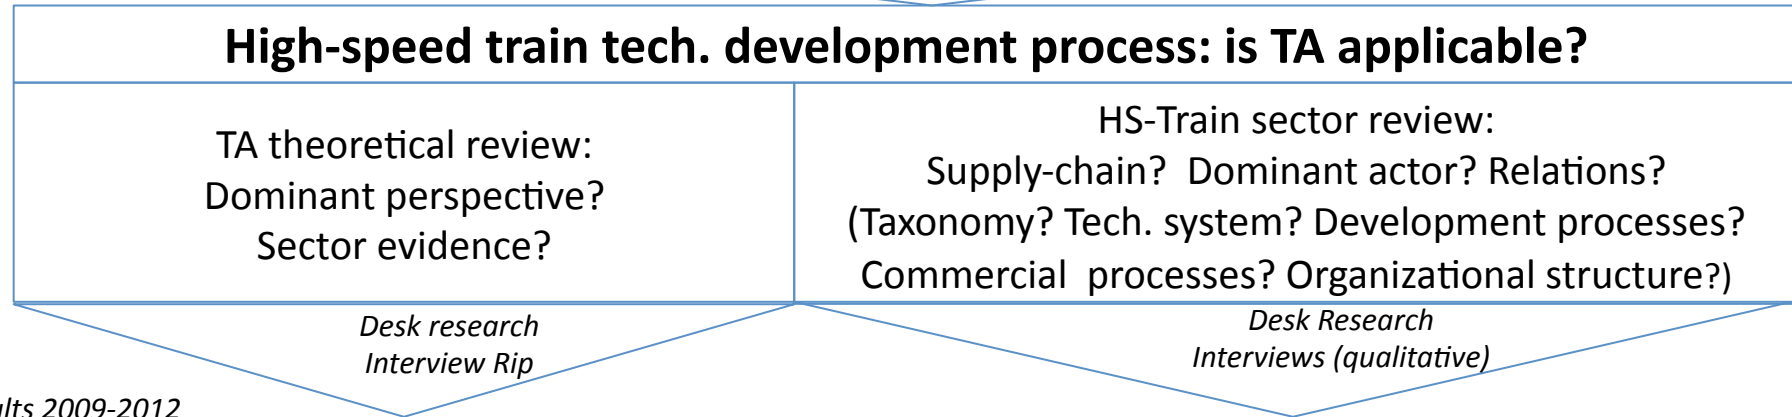 High-speed train tech. development process: is TA applicable?
TA theoretical review:
Dominant perspective?
Sector evidence?
HS-Train sector review:
Supply-chain?  Dominant actor? Relations?
(Taxonomy? Tech. system? Development processes?
Commercial  processes? Organizational structure?)
Desk research
Interview Rip
Desk Research
Interviews (qualitative)
2009-2012